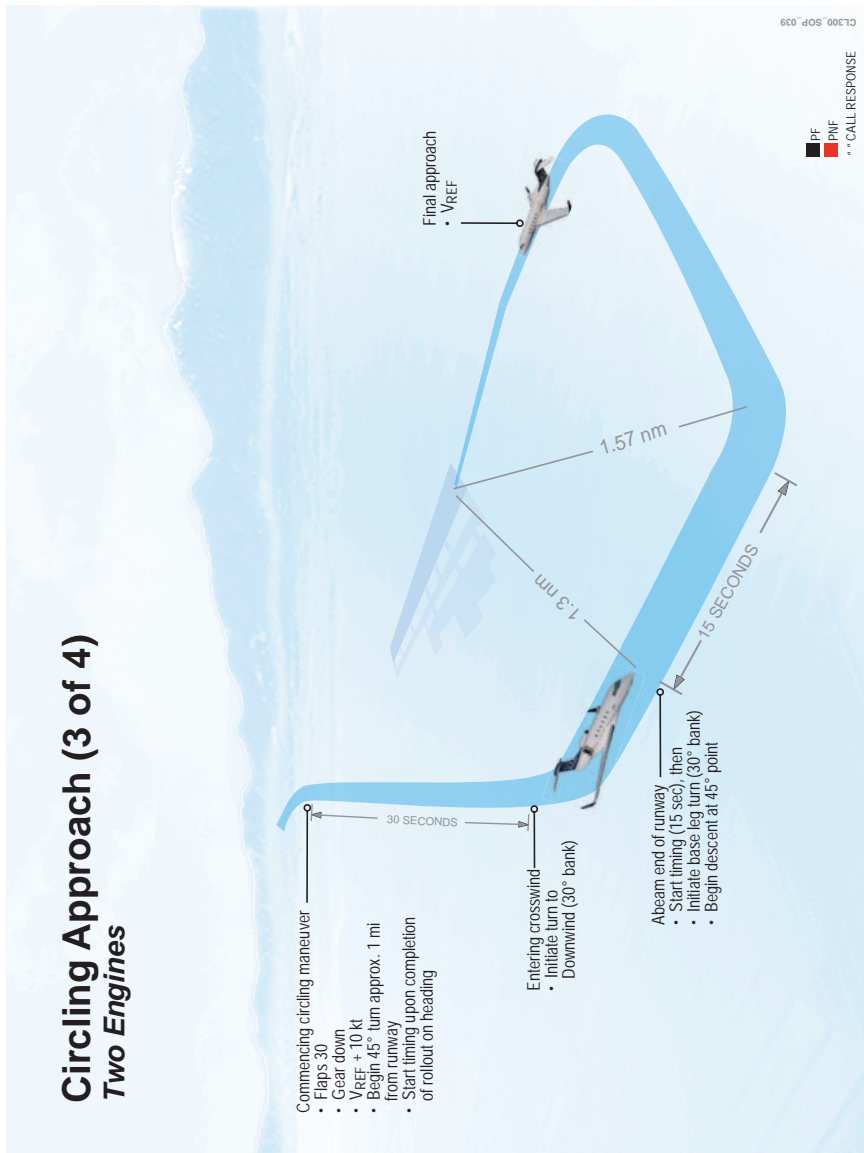 Circling Approach (3 of 4)
Two Engines
Commencing circling maneuver
• Flaps 30
• Gear down
• VREF + 10 kt
• Begin 45° turn approx. 1 mi
from runway
• Start timing upon completion
of rollout on heading
30 SECONDS
Entering crosswind
• Initiate turn to
Downwind (30° bank)
Abeam end of runway
• Start timing (15 sec), then
• Initiate base leg turn (30° bank)
• Begin descent at 45° point
15 SECONDS
1.3 nm
1.57 nm
Final approach
• VREF
PF
PNF
" " CALL RESPONSE
CL300_SOP_039